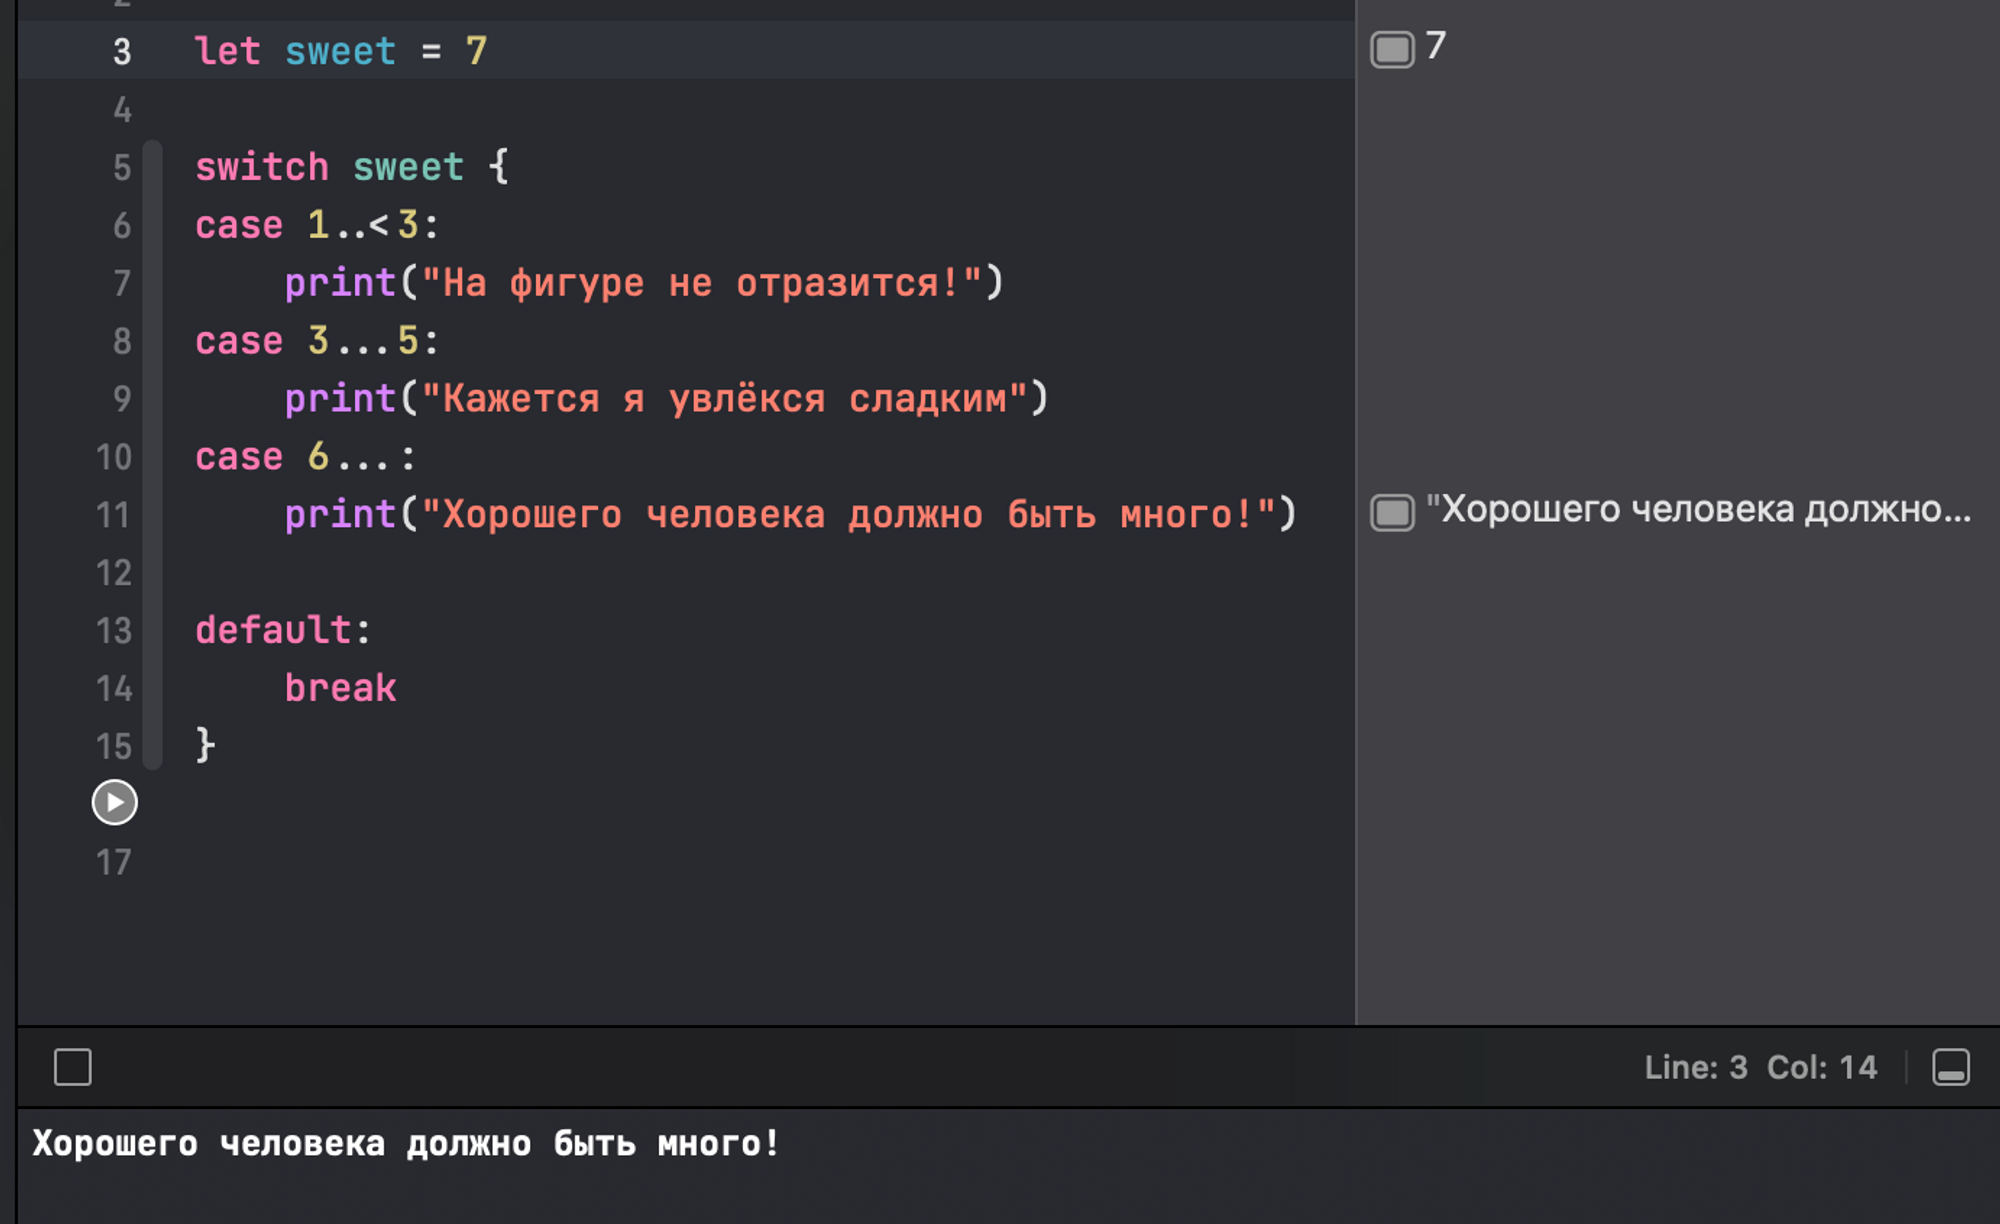 2
3 let sweet = 7
7
4
5 switch sweet {
6 case 1..<3:
7 print("На фигуре не отразится!")
8 case 3...5:
9 print("Кажется я увлёкся сладким")
10 case 6...:
11 print("Хорошего человека должно быть много!")
"Хорошего человека должно...
12
13 default:
14 break
15 }
17
Line: 3 Col: 14
Хорошего человека должно быть много!